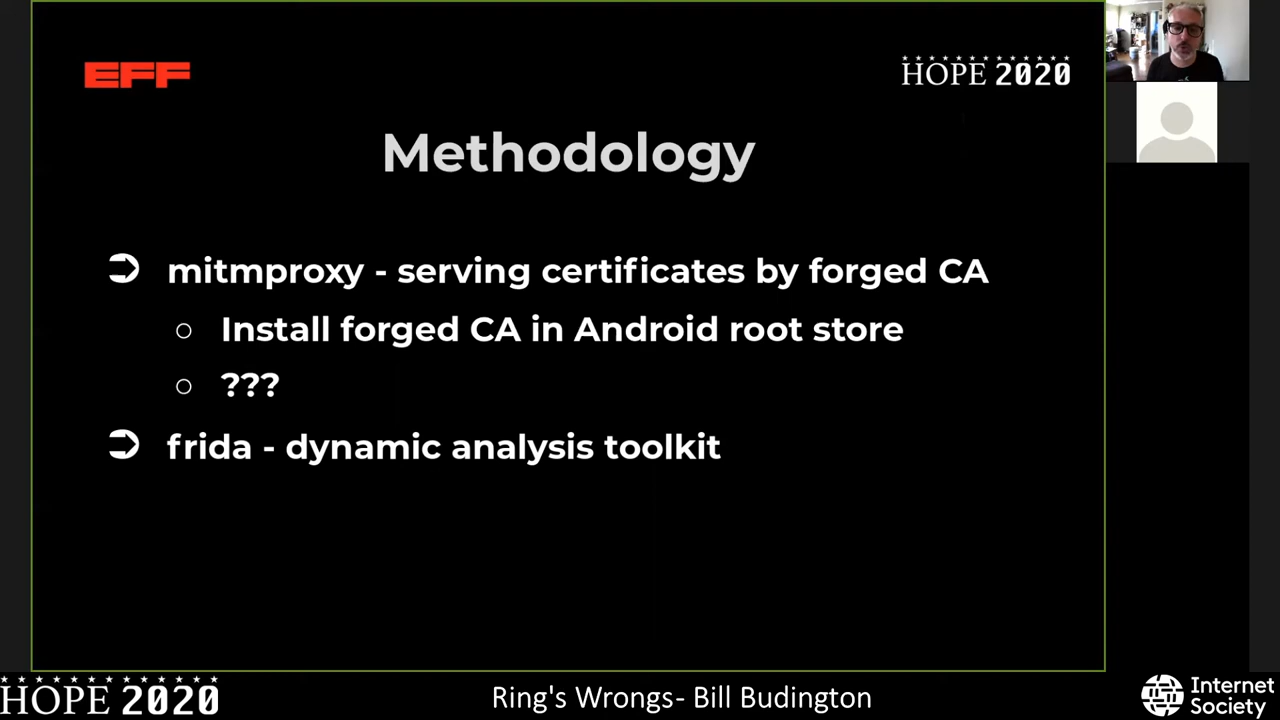 EFF
HOPE 2020
Methodology
mitmproxy - serving certificates by forged CA
Install forged CA in Android root store
???
frida - dynamic analysis toolkit
HOPE 2020
Ring's Wrongs- Bill Budington
Internet
Society